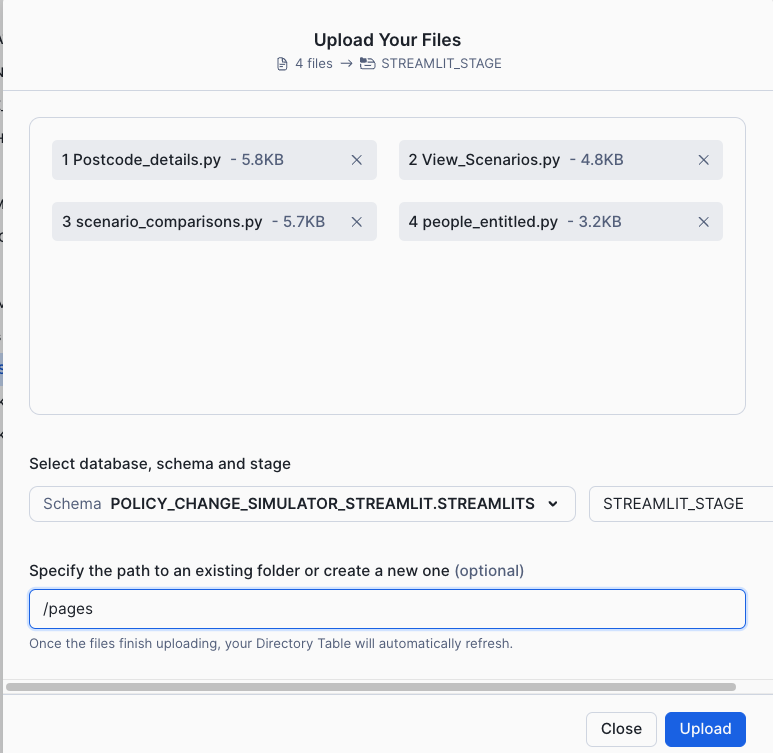 Upload Your Files
4 files → STREAMLIT_STAGE
1 Postcode_details.py - 5.8KB
2 View_Scenarios.py - 4.8KB
3 scenario_comparisons.py - 5.7KB
4 people_entitled.py - 3.2KB
Select database, schema and stage
Schema POLICY_CHANGE_SIMULATOR_STREAMLIT.STREAMLITS
STREAMLIT_STAGE
Specify the path to an existing folder or create a new one (optional)
/pages
Once the files finish uploading, your Directory Table will automatically refresh.
Close
Upload